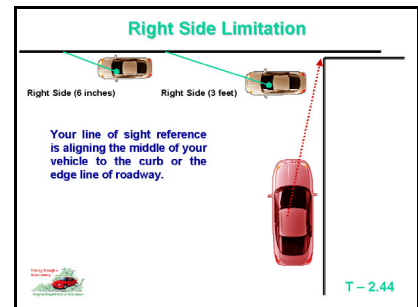 Right Side Limitation
Right Side (6 inches) Right Side (3 feet)
Your line of sight reference
is aligning the middle of your
vehicle to the curb or the
edge line of roadway.
T – 2.44